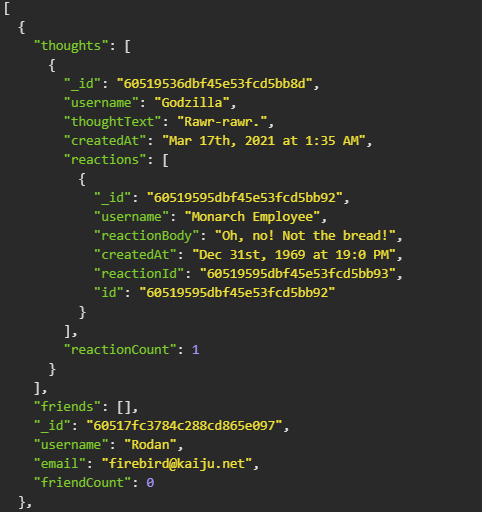 [
  {
    "thoughts": [
      {
        "_id": "60519536dbf45e53fcd5bb8d",
        "username": "Godzilla",
        "thoughtText": "Rawr-rawr.",
        "createdAt": "Mar 17th, 2021 at 1:35 AM",
        "reactions": [
          {
            "_id": "60519595dbf45e53fcd5bb92",
            "username": "Monarch Employee",
            "reactionBody": "Oh, no! Not the bread!",
            "createdAt": "Dec 31st, 1969 at 19:0 PM",
            "reactionId": "60519595dbf45e53fcd5bb93",
            "id": "60519595dbf45e53fcd5bb92"
          }
        ],
        "reactionCount": 1
      }
    ],
    "friends": [],
    "_id": "60517fc3784c288cd865e097",
    "username": "Rodan",
    "email": "firebird@kaiju.net",
    "friendCount": 0
  },